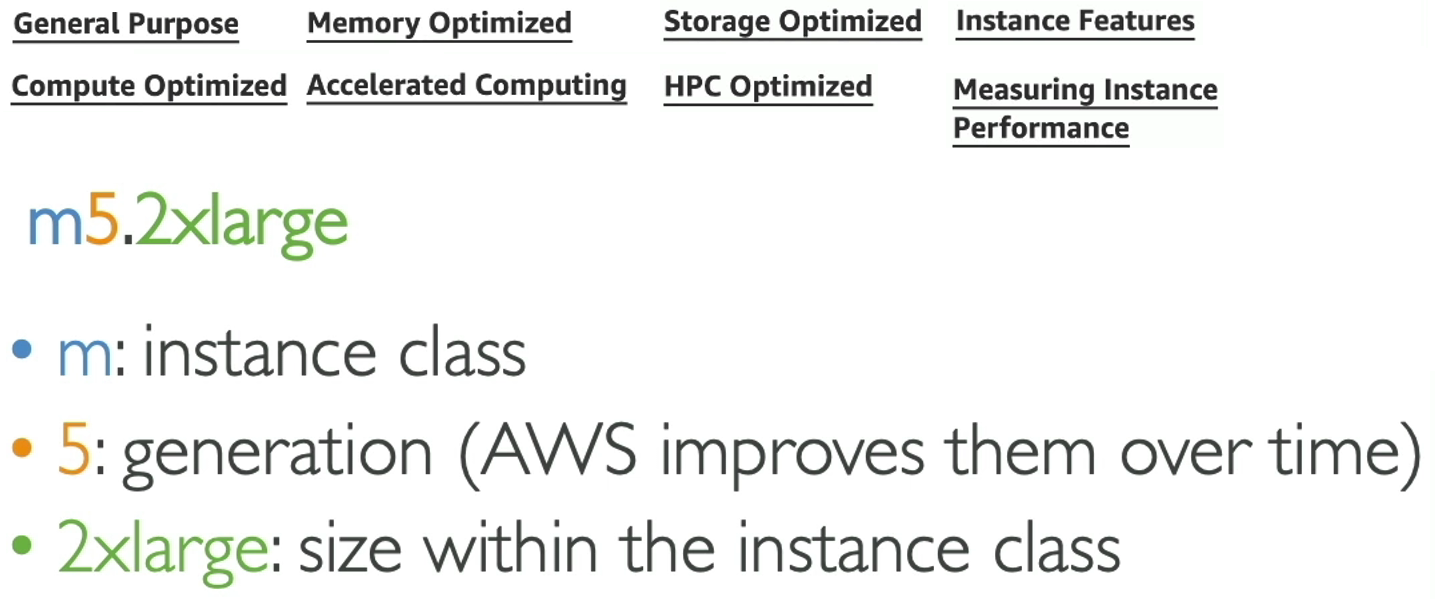 General Purpose Memory Optimized Storage Optimized Instance Features
Compute Optimized Accelerated Computing HPC Optimized Measuring Instance
Performance
m5.2xlarge
• m: instance class
• 5: generation (AWS improves them over time)
• 2xlarge: size within the instance class